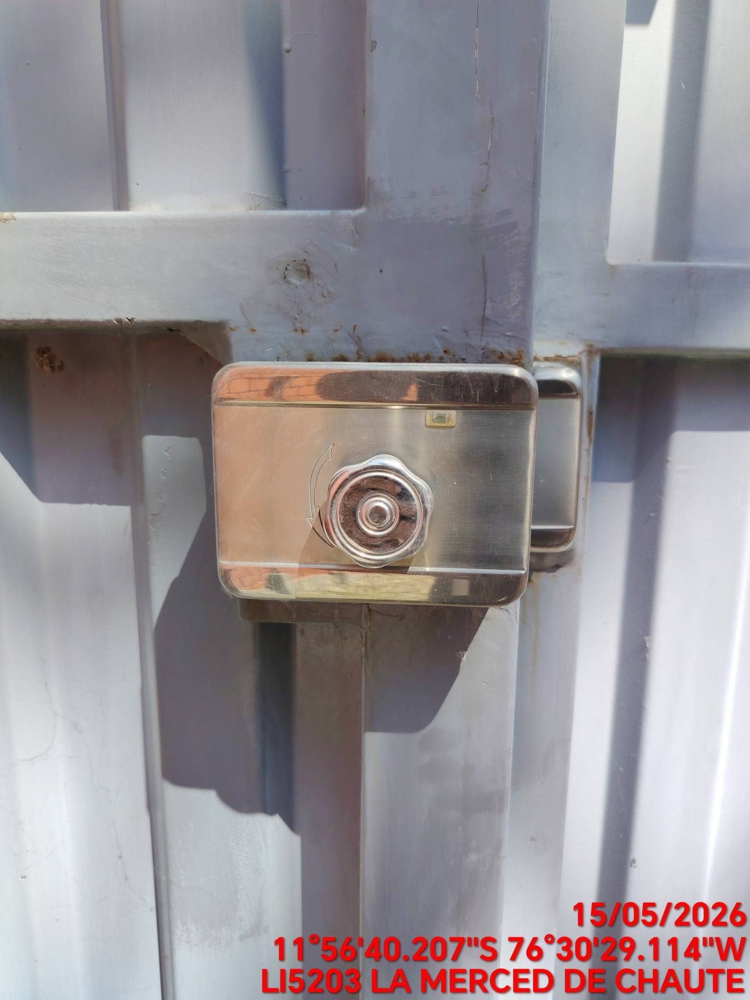 15/05/2026
11°56'40.207"S 76°30'29.114"W
LI5203 LA MERCED DE CHAUTE